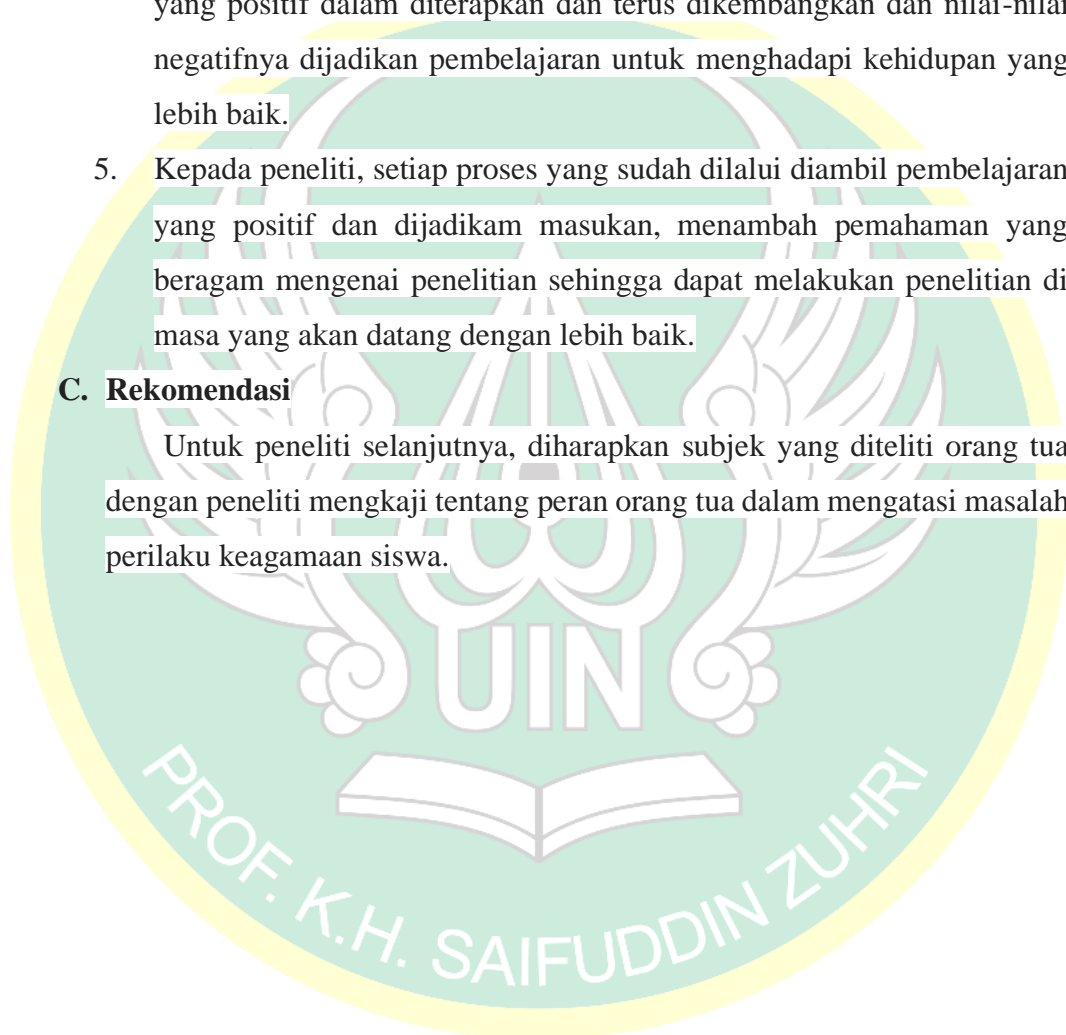 yang positif dalam diterapkan dan terus dikembangkan dan nilai-nilai
negatifnya dijadikan pembelajaran untuk menghadapi kehidupan yang
lebih baik.
5. Kepada peneliti, setiap proses yang sudah dilalui diambil pembelajaran
yang positif dan dijadikam masukan, menambah pemahaman yang
beragam mengenai penelitian sehingga dapat melakukan penelitian di
masa yang akan datang dengan lebih baik.
C. Rekomendasi
Untuk peneliti selanjutnya, diharapkan subjek yang diteliti orang tua
dengan peneliti mengkaji tentang peran orang tua dalam mengatasi masalah
perilaku keagamaan siswa.
UIN
PROF. K.H. SAIFUDDIN ZUHRI